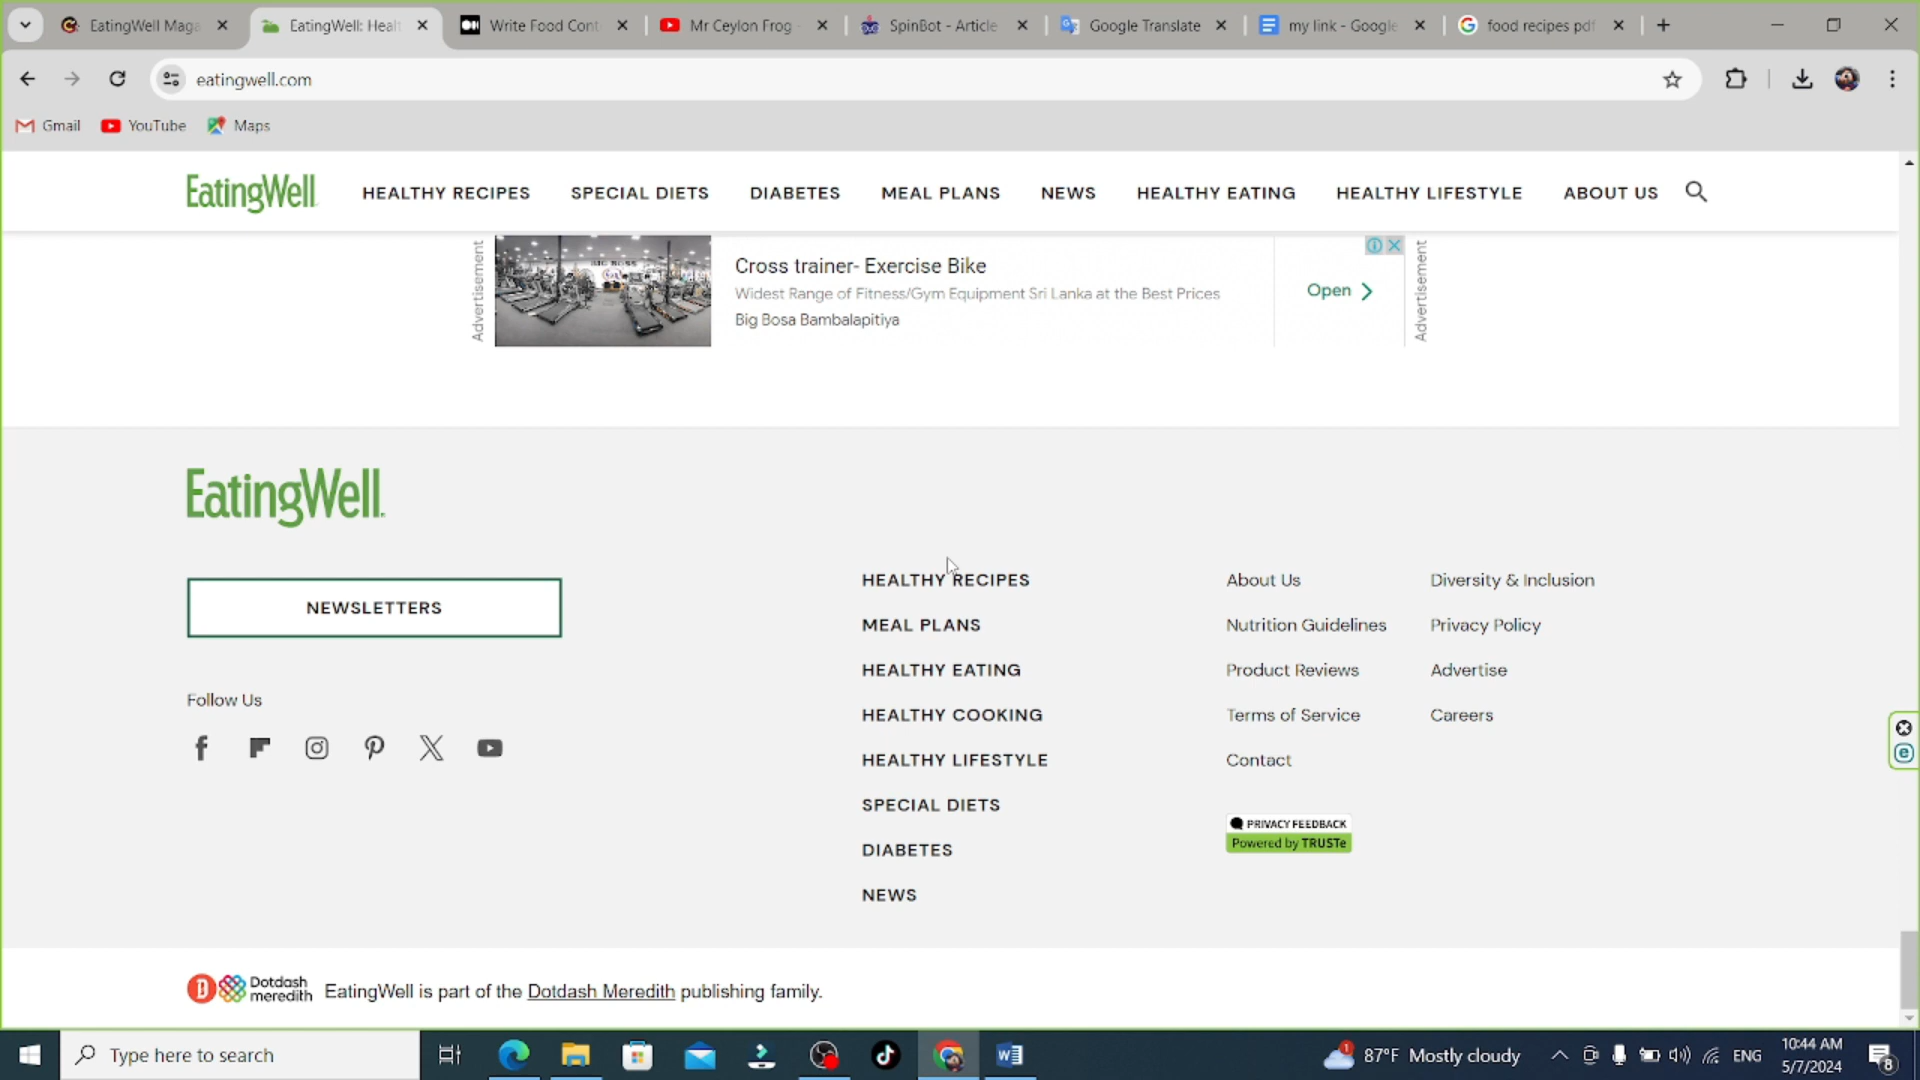 EatingWell Maga
EatingWell: Healt
Write Food Cont
Mr Ceylon Frog
SpinBot - Article
Google Translate
my link - Google
food recipes pdf
eatingwell.com
Gmail
YouTube
Maps
EatingWell
HEALTHY RECIPES
SPECIAL DIETS
DIABETES
MEAL PLANS
NEWS
HEALTHY EATING
HEALTHY LIFESTYLE
ABOUT US
Advertisement
Cross trainer- Exercise Bike
Widest Range of Fitness/Gym Equipment Sri Lanka at the Best Prices
Big Bosa Bambalapitiya
Open
Advertisement
EatingWell.
NEWSLETTERS
Follow Us
HEALTHY RECIPES
MEAL PLANS
HEALTHY EATING
HEALTHY COOKING
HEALTHY LIFESTYLE
SPECIAL DIETS
DIABETES
NEWS
About Us
Nutrition Guidelines
Product Reviews
Terms of Service
Contact
Diversity & Inclusion
Privacy Policy
Advertise
Careers
PRIVACY FEEDBACK
Powered by TRUSTe
Dotdash
meredith
EatingWell is part of the Dotdash Meredith publishing family.
Type here to search
87°F Mostly cloudy
ENG
10:44 AM
5/7/2024
8